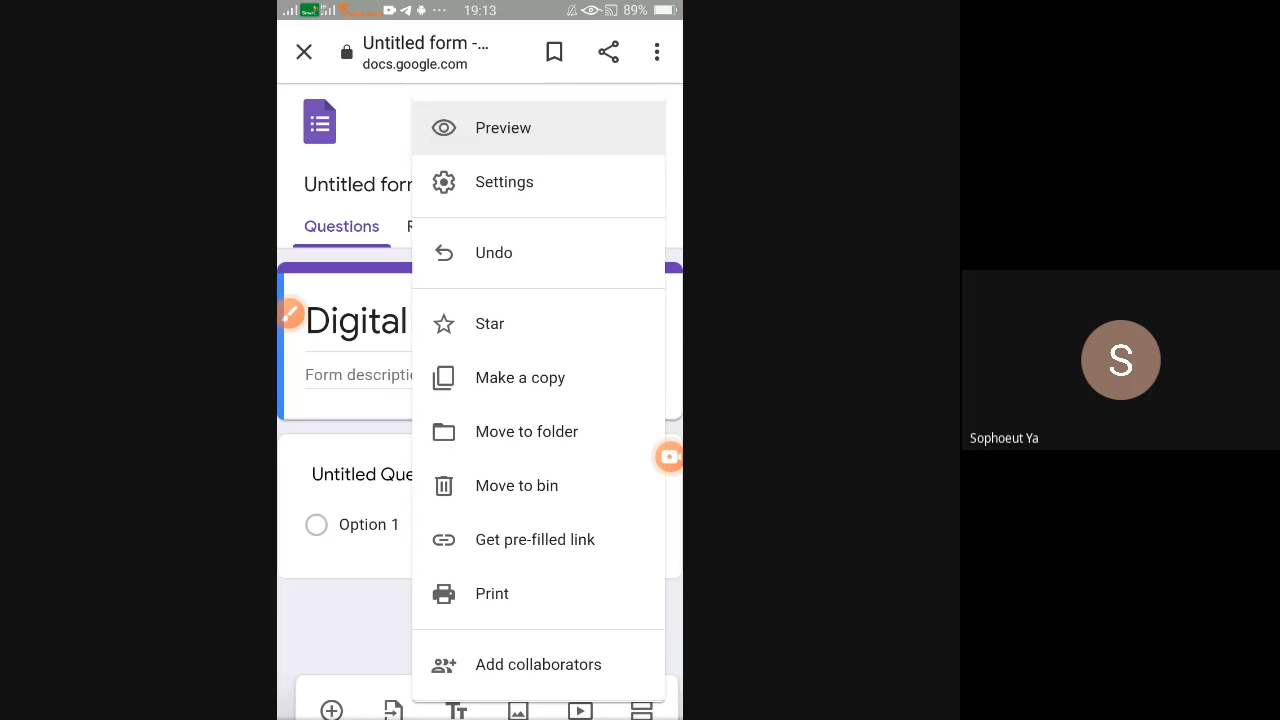 19:13
89%
Untitled form -...
docs.google.com
Preview
Settings
Untitled for
Questions
Undo
Digital
Star
Form descripti
Make a copy
Move to folder
Sophoeut Ya
S
Untitled Que
Move to bin
Option 1
Get pre-filled link
Print
Add collaborators
Tт